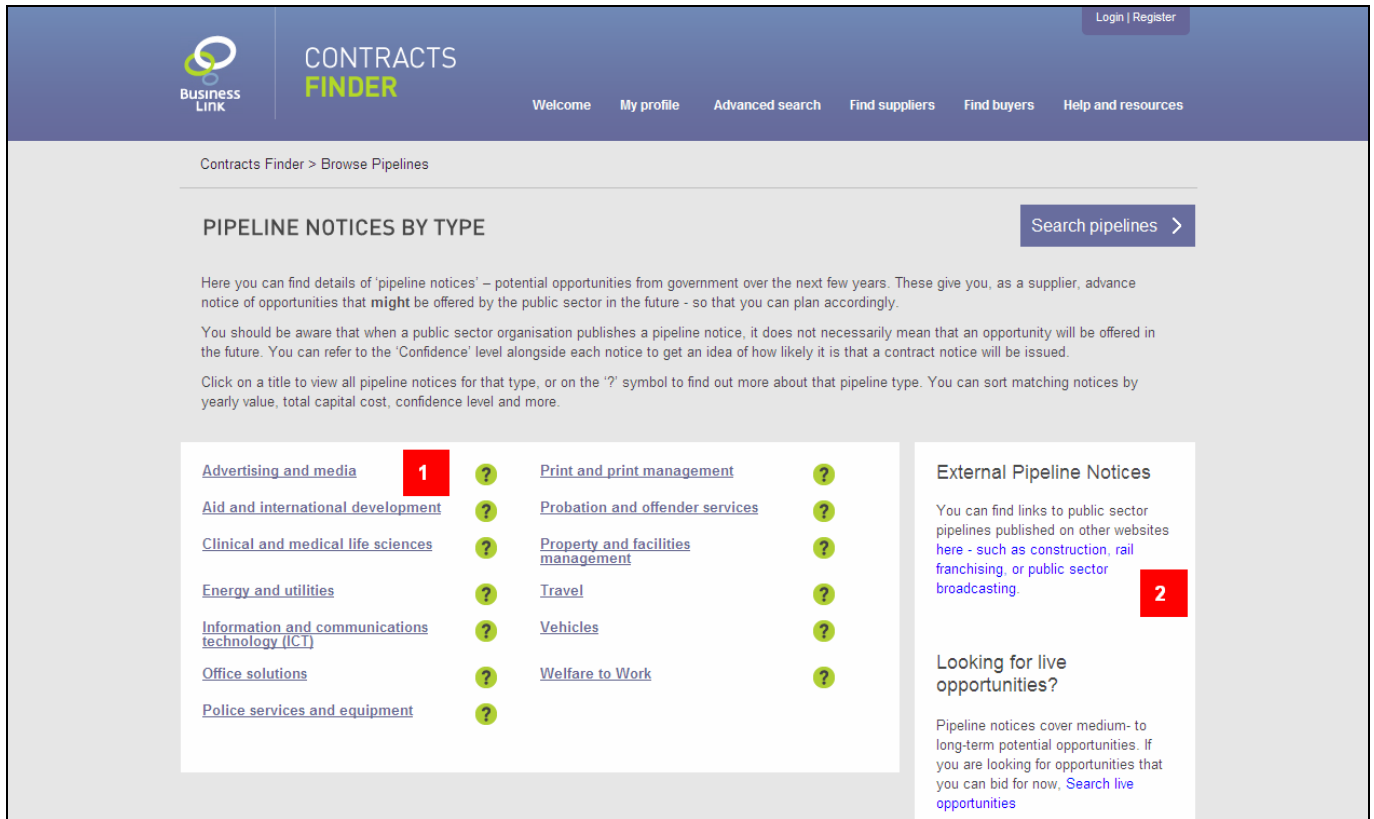 Login | Register
Business
Link
CONTRACTS
FINDER
Welcome My profile Advanced search Find suppliers Find buyers Help and resources
Contracts Finder > Browse Pipelines
PIPELINE NOTICES BY TYPE
Search pipelines
Here you can find details of ‘pipeline notices’ – potential opportunities from government over the next few years. These give you, as a supplier, advance
notice of opportunities that might be offered by the public sector in the future - so that you can plan accordingly.
You should be aware that when a public sector organisation publishes a pipeline notice, it does not necessarily mean that an opportunity will be offered in
the future. You can refer to the ‘Confidence’ level alongside each notice to get an idea of how likely it is that a contract notice will be issued.
Click on a title to view all pipeline notices for that type, or on the ‘?’ symbol to find out more about that pipeline type. You can sort matching notices by
yearly value, total capital cost, confidence level and more.
Advertising and media 1 ?
Aid and international development ?
Clinical and medical life sciences ?
Energy and utilities ?
Information and communications
technology (ICT) ?
Office solutions ?
Police services and equipment ?
Print and print management ?
Probation and offender services ?
Property and facilities
management ?
Travel ?
Vehicles ?
Welfare to Work ?
External Pipeline Notices
You can find links to public sector
pipelines published on other websites
here - such as construction, rail
franchising, or public sector
broadcasting.
2
Looking for live
opportunities?
Pipeline notices cover medium- to
long-term potential opportunities. If
you are looking for opportunities that
you can bid for now, Search live
opportunities